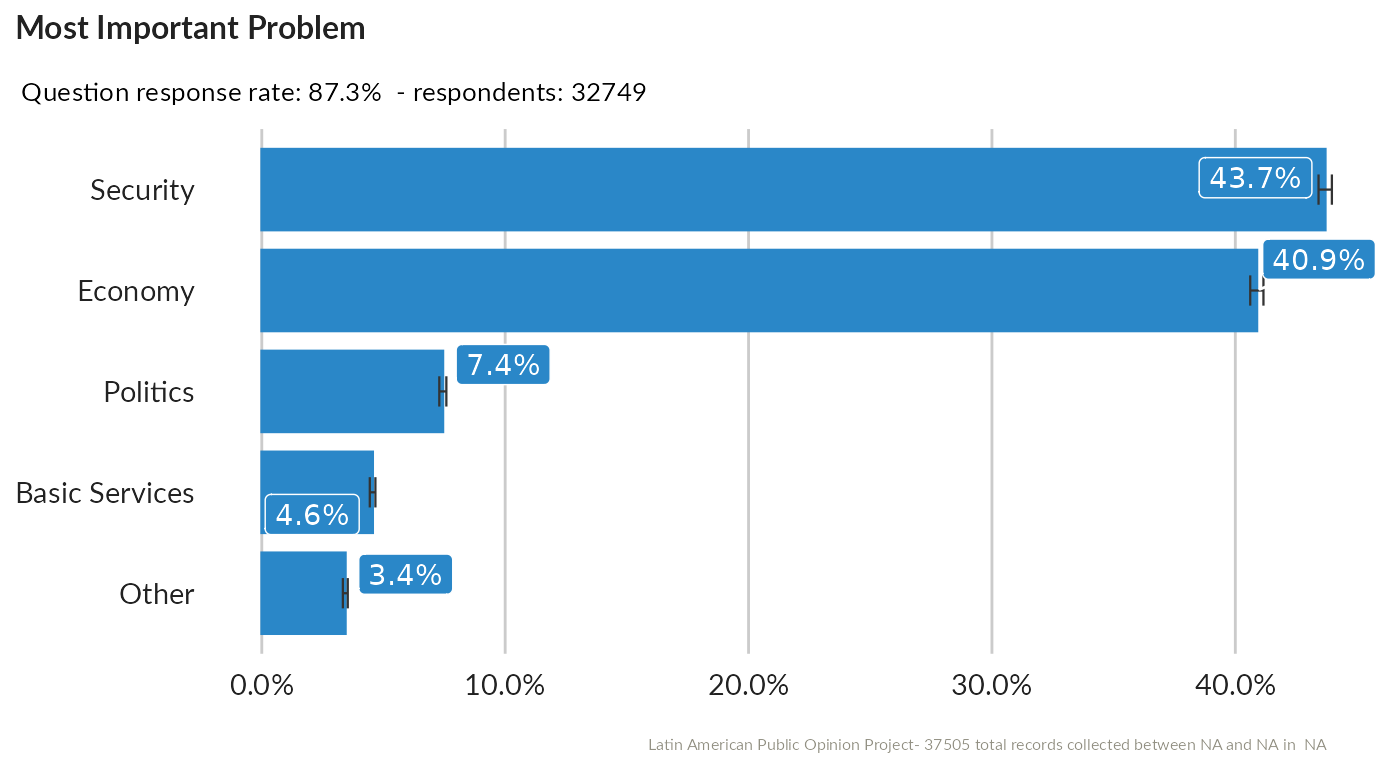 Most Important Problem
Question response rate: 87.3%  - respondents: 32749
Security 43.7%
Economy 40.9%
Politics 7.4%
Basic Services 4.6%
Other 3.4%
0.0% 10.0% 20.0% 30.0% 40.0%
Latin American Public Opinion Project- 37505 total records collected between NA and NA in  NA